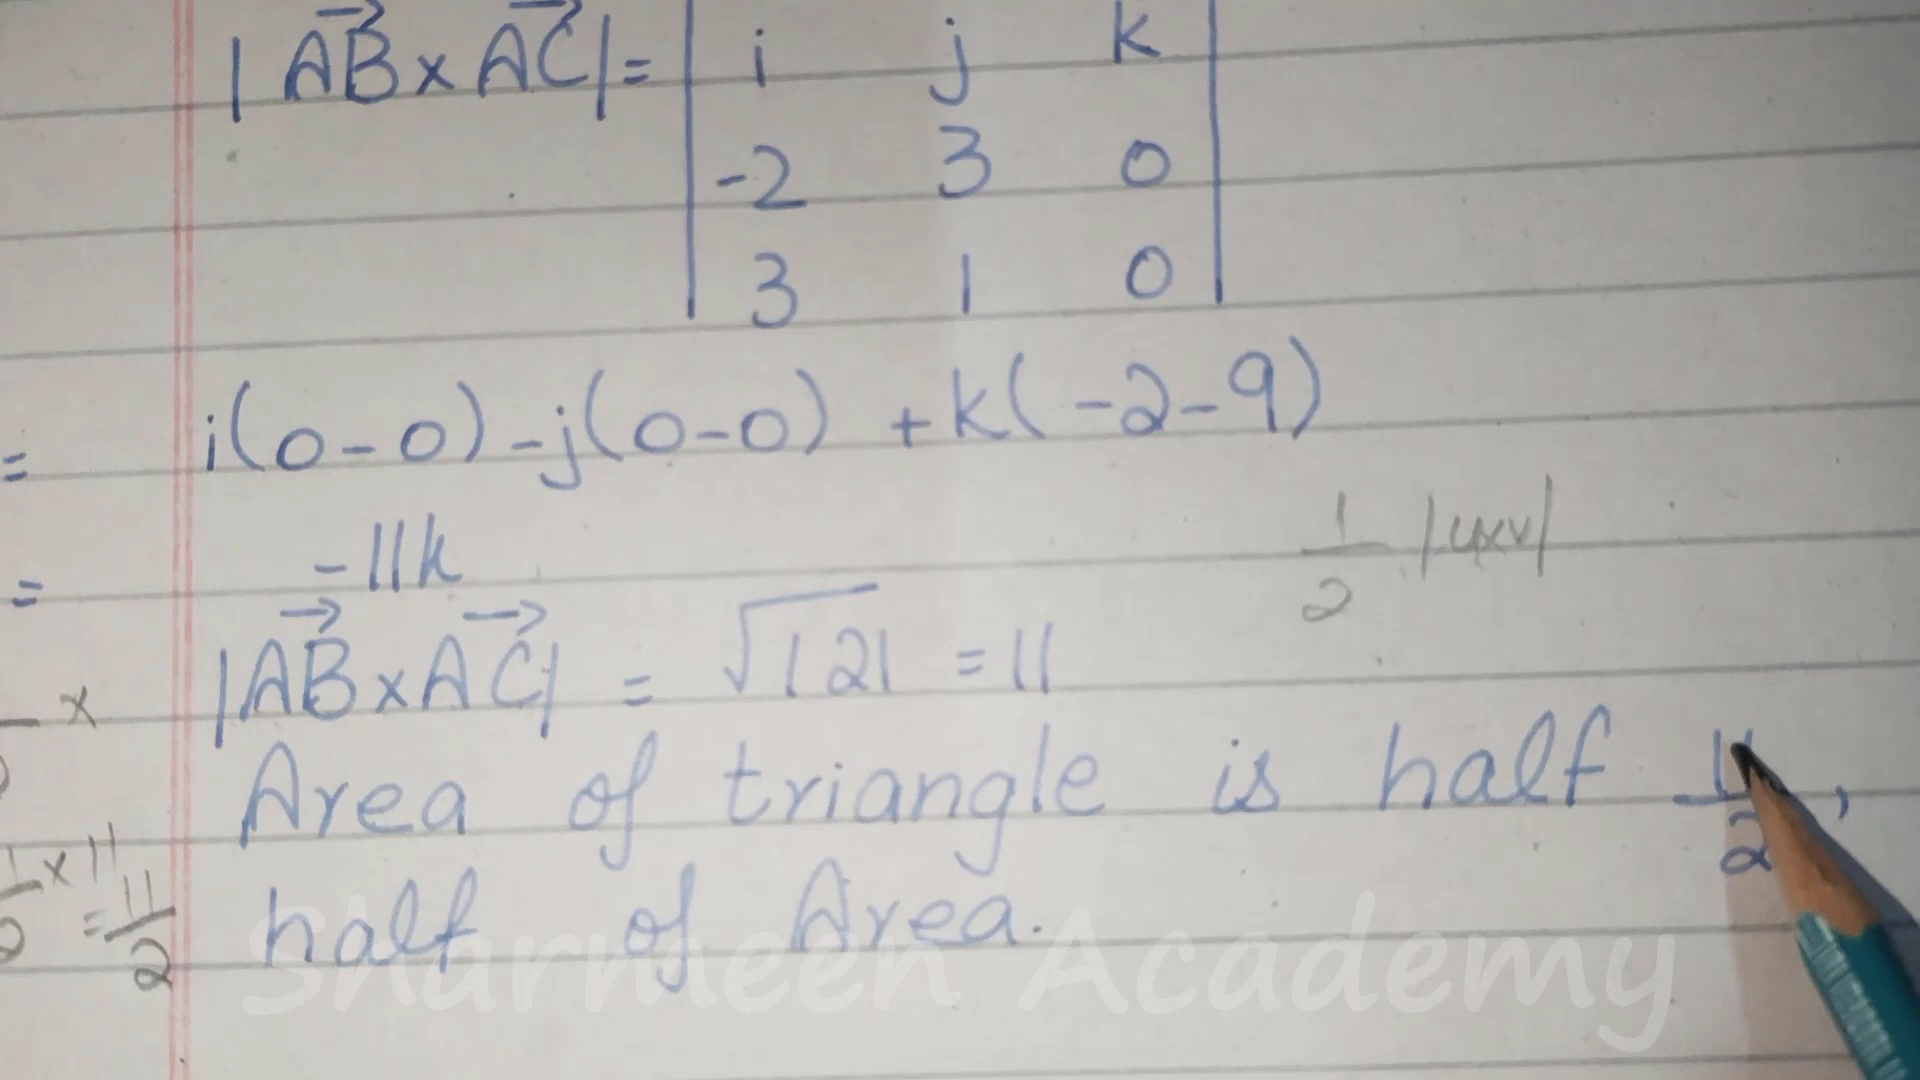 |AB×AC|= | i j k |
-2 3 0
3 1 0
= i(0-0)-j(0-0)+k(-2-9)
= -11k
1/2 |uxv|
× |AB×AC| = √121 = 11
Area of triangle is half 11/2,
1/2 × 11 = 11/2
half of Area.
Sharmeen Academy